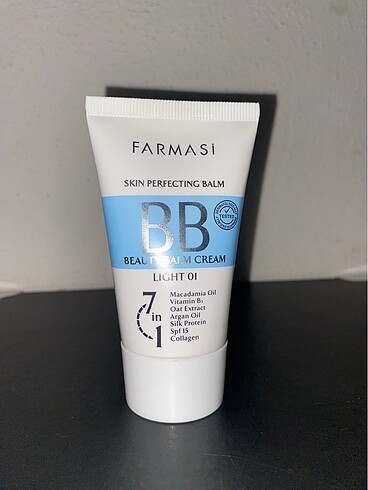 FARMASİ
SKIN PERFECTING BALM
TESTED
BB
BEAUTY BALM CREAM
LIGHT 01
7 in 1
Macadamia Oil
Vitamin B₅
Oat Extract
Argan Oil
Silk Protein
Spf 15
Collagen